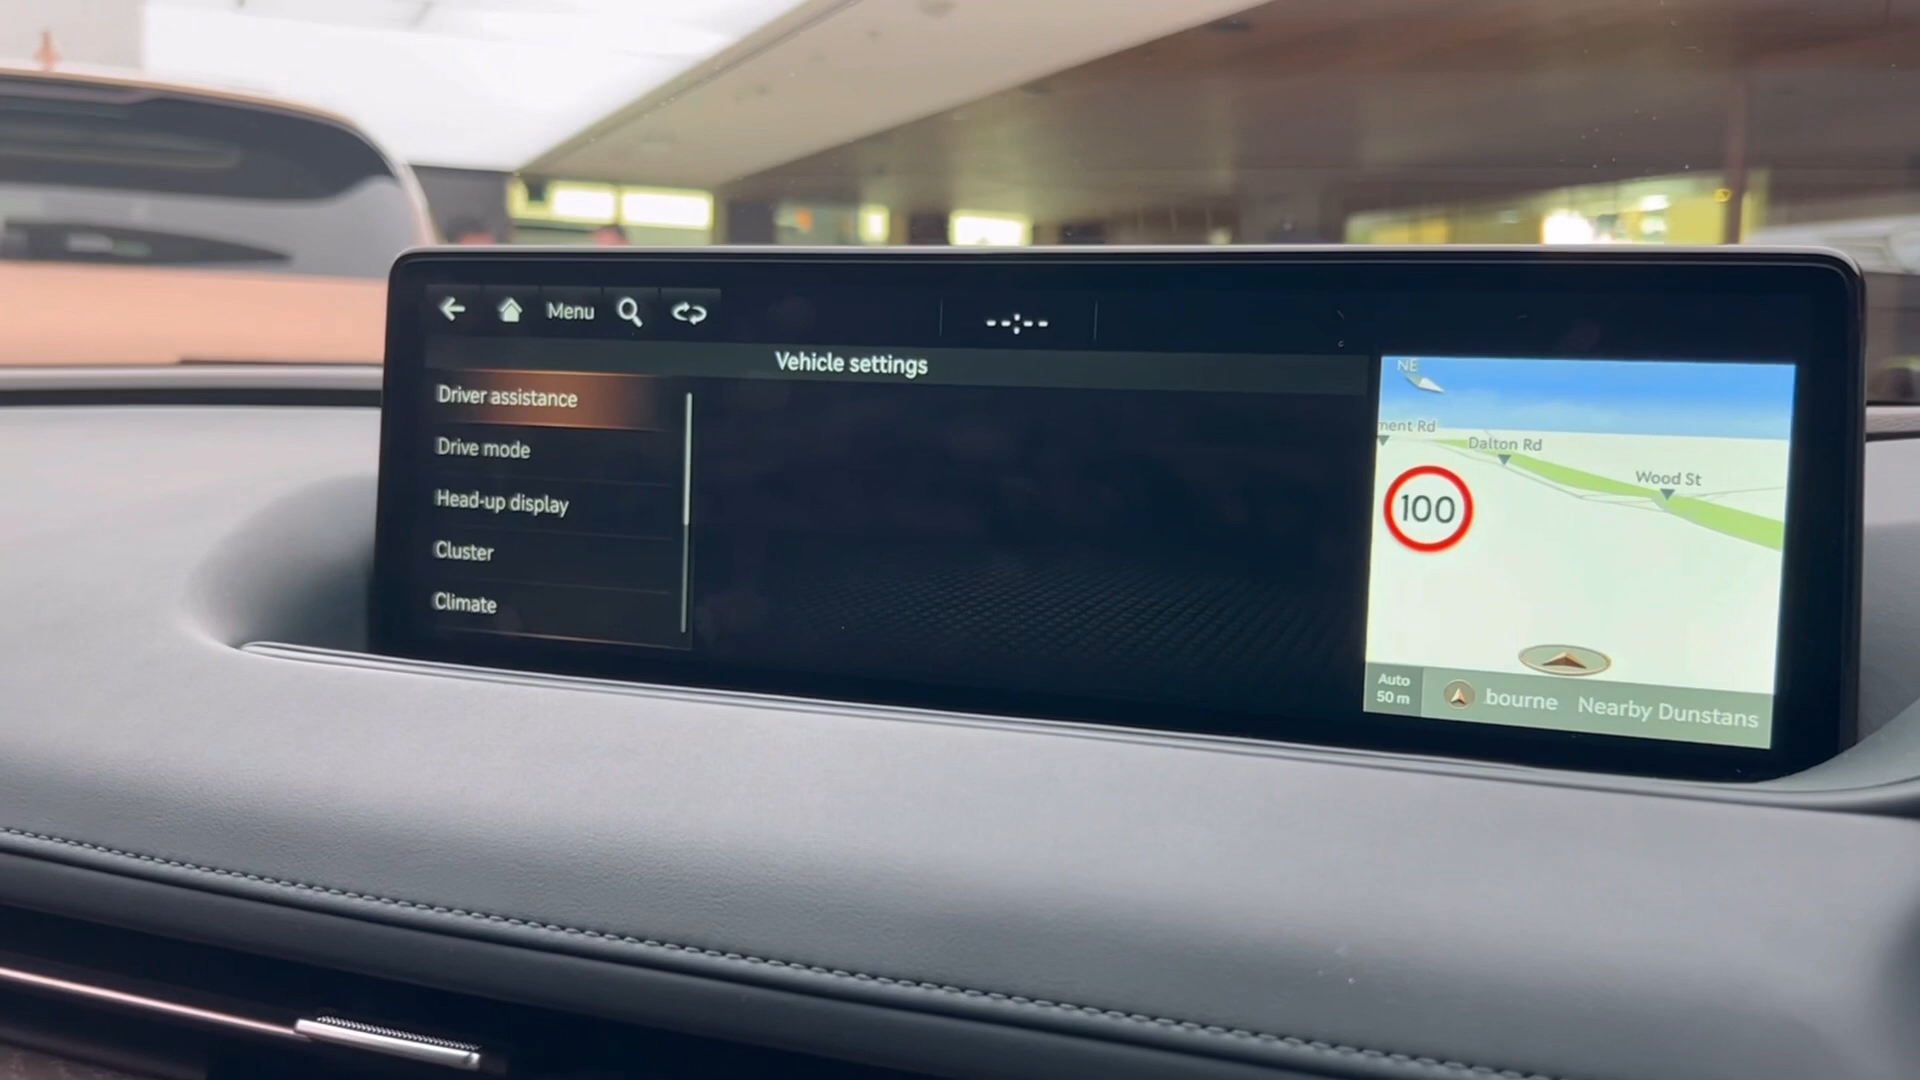 Menu
--:--
Vehicle settings
Driver assistance
Drive mode
Head-up display
Cluster
Climate
NE
ment Rd
Dalton Rd
Wood St
100
Auto
50 m
bourne Nearby Dunstans